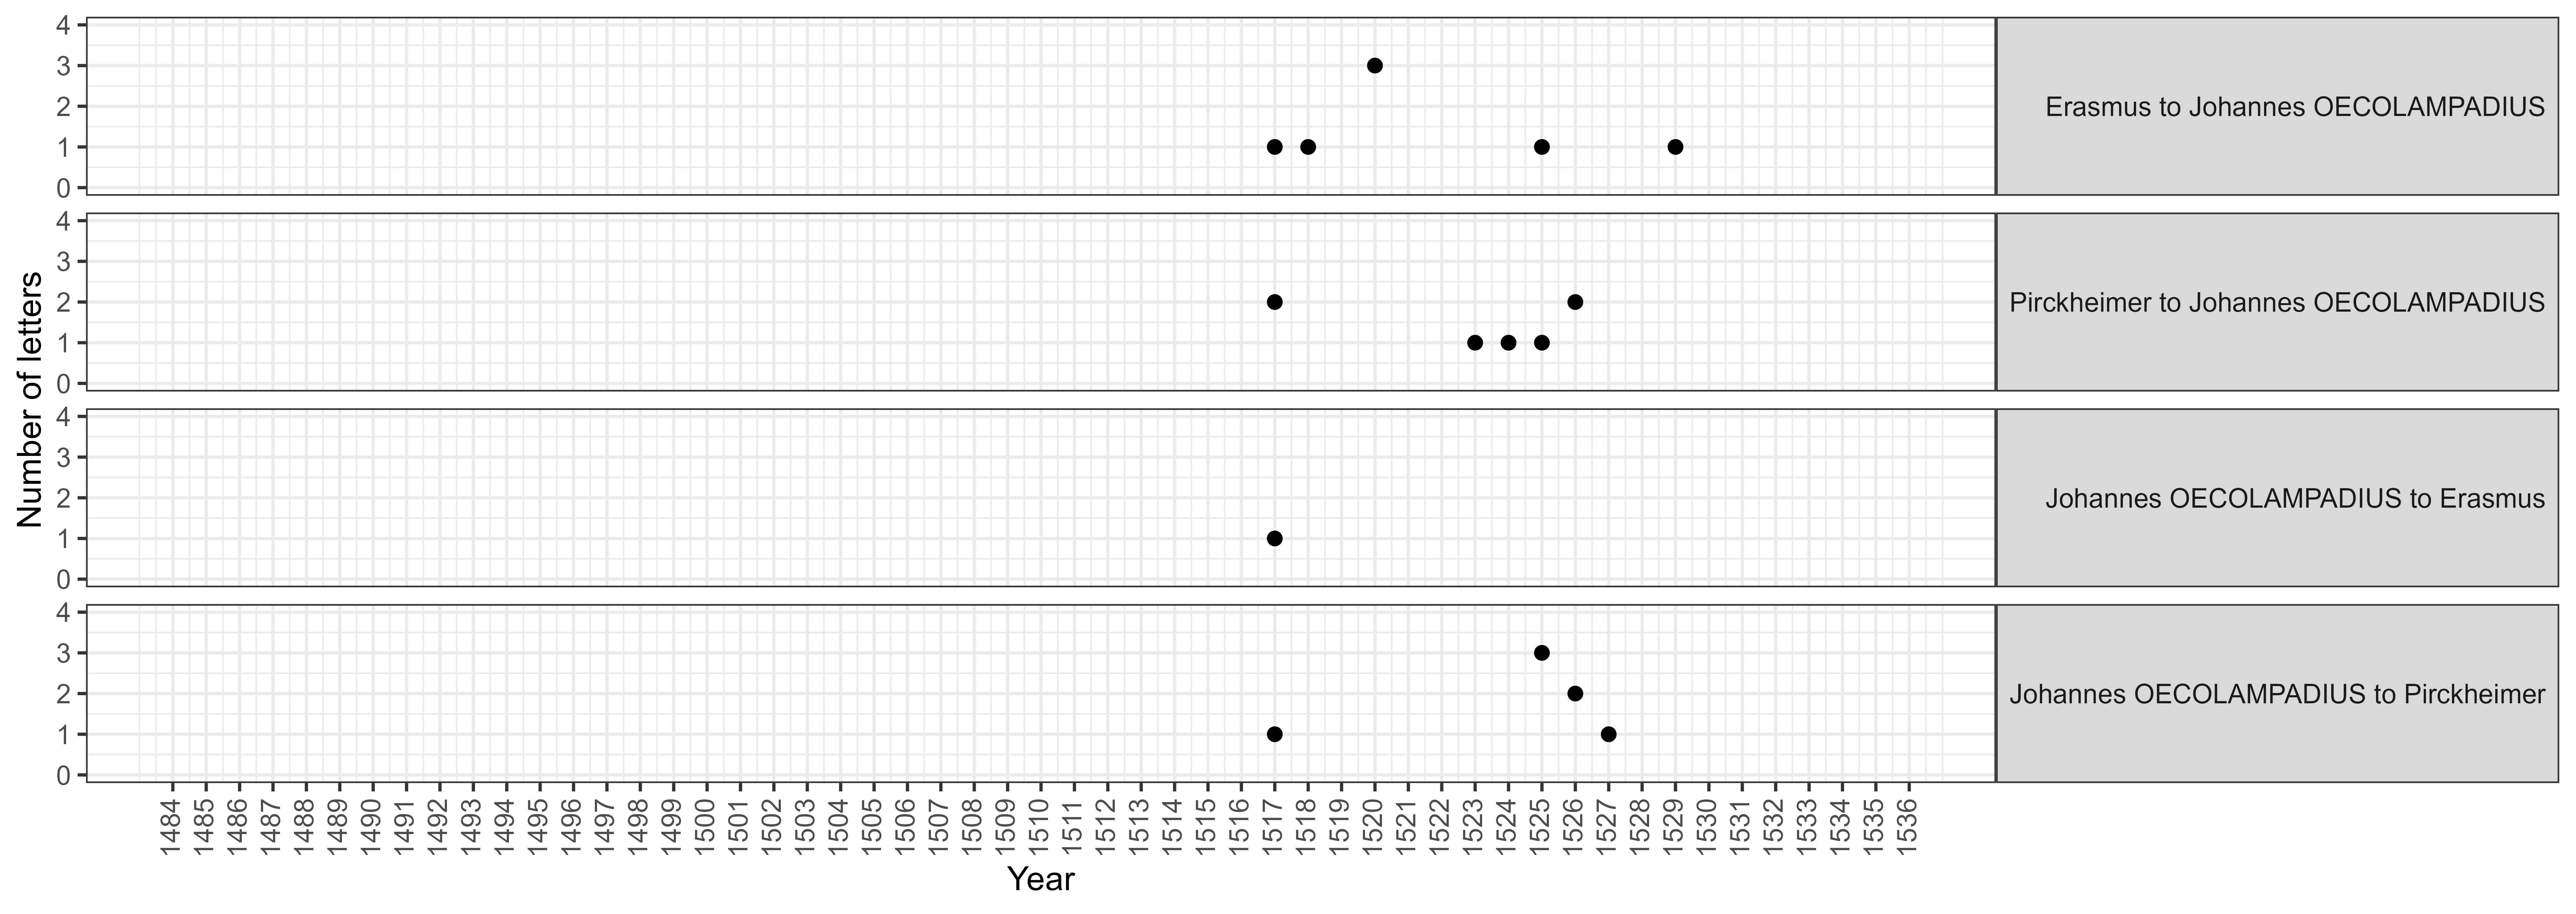 Number of letters
4
3
2
1
0
Erasmus to Johannes OECOLAMPADIUS
4
3
2
1
0
Pirckheimer to Johannes OECOLAMPADIUS
4
3
2
1
0
Johannes OECOLAMPADIUS to Erasmus
4
3
2
1
0
Johannes OECOLAMPADIUS to Pirckheimer
1484 1485 1486 1487 1488 1489 1490 1491 1492 1493 1494 1495 1496 1497 1498 1499 1500 1501 1502 1503 1504 1505 1506 1507 1508 1509 1510 1511 1512 1513 1514 1515 1516 1517 1518 1519 1520 1521 1522 1523 1524 1525 1526 1527 1528 1529 1530 1531 1532 1533 1534 1535 1536
Year